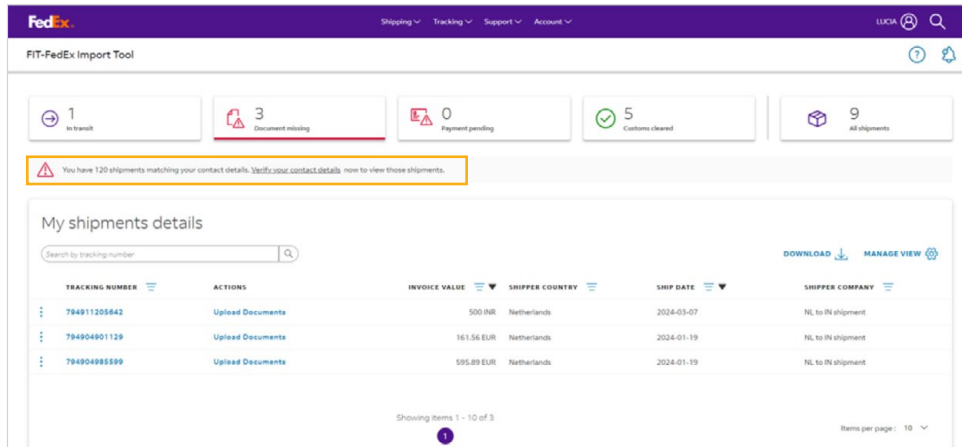 FedEx. Shipping Tracking Support Account LUCIA
FIT-FedEx Import Tool
1 In transit
3 Document missing
0 Payment pending
5 Customs cleared
9 All shipments
You have 120 shipments matching your contact details. Verify your contact details now to view those shipments.
My shipments details
Search by tracking number
DOWNLOAD MANAGE VIEW
TRACKING NUMBER ACTIONS INVOICE VALUE SHIPPER COUNTRY SHIP DATE SHIPPER COMPANY
794911205642 Upload Documents 500 INR Netherlands 2024-03-07 NL to IN shipment
794904901129 Upload Documents 161.56 EUR Netherlands 2024-01-19 NL to IN shipment
794904985599 Upload Documents 595.89 EUR Netherlands 2024-01-19 NL to IN shipment
Showing items 1 - 10 of 3
1
Items per page: 10